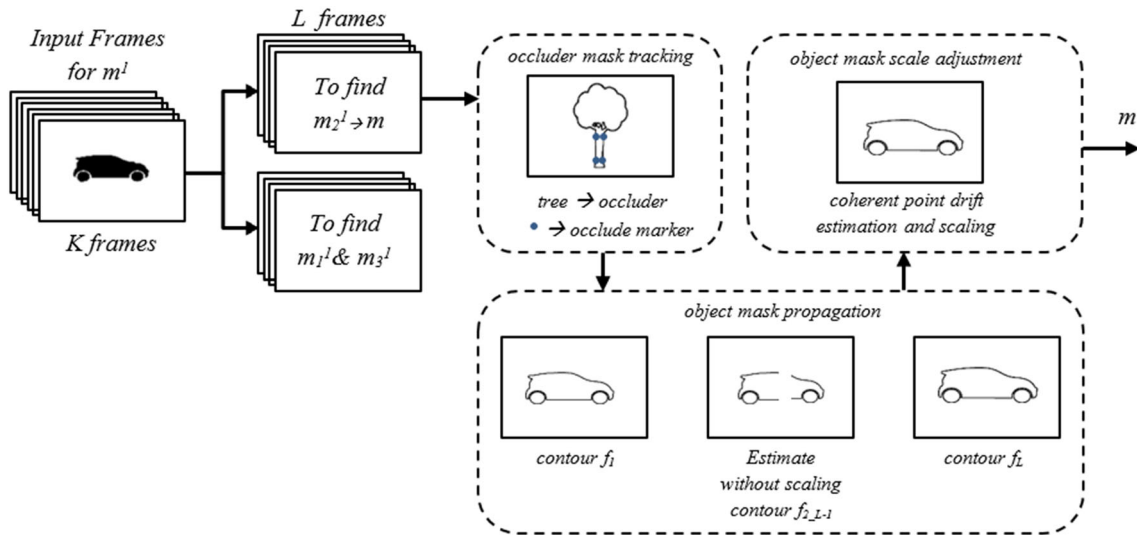 Input Frames
for m¹
K frames
L frames
To find
m₂¹ → m
To find
m₁¹ & m₃¹
occluder mask tracking
tree → occluder
• → occlude marker
object mask scale adjustment
coherent point drift
estimation and scaling
m
object mask propagation
contour f₁
Estimate
without scaling
contour f₂_L-1
contour f_L